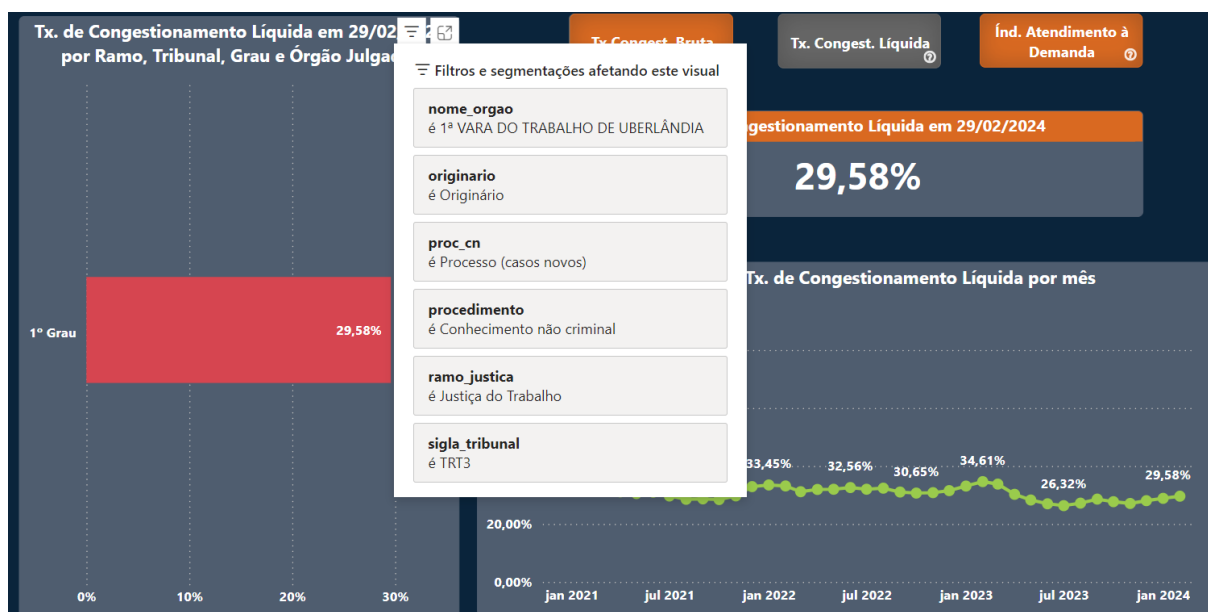 Tx. de Congestionamento Líquida em 29/02
por Ramo, Tribunal, Grau e Órgão
1º Grau
29,58%
0%
10%
20%
30%
Filtros e segmentações afetando este visual
nome_orgao
é 1ª VARA DO TRABALHO DE UBERLÂNDIA
originario
é Originário
proc_cn
é Processo (casos novos)
procedimento
é Conhecimento não criminal
ramo_justica
é Justiça do Trabalho
sigla_tribunal
é TRT3
Tx Congest. Bruta
Tx. Congest. Líquida
Índ. Atendimento à
Demanda
gestionamento Líquida em 29/02/2024
29,58%
Tx. de Congestionamento Líquida por mês
33,45%
32,56%
30,65%
34,61%
26,32%
29,58%
20,00%
0,00%
jan 2021
jul 2021
jan 2022
jul 2022
jan 2023
jul 2023
jan 2024